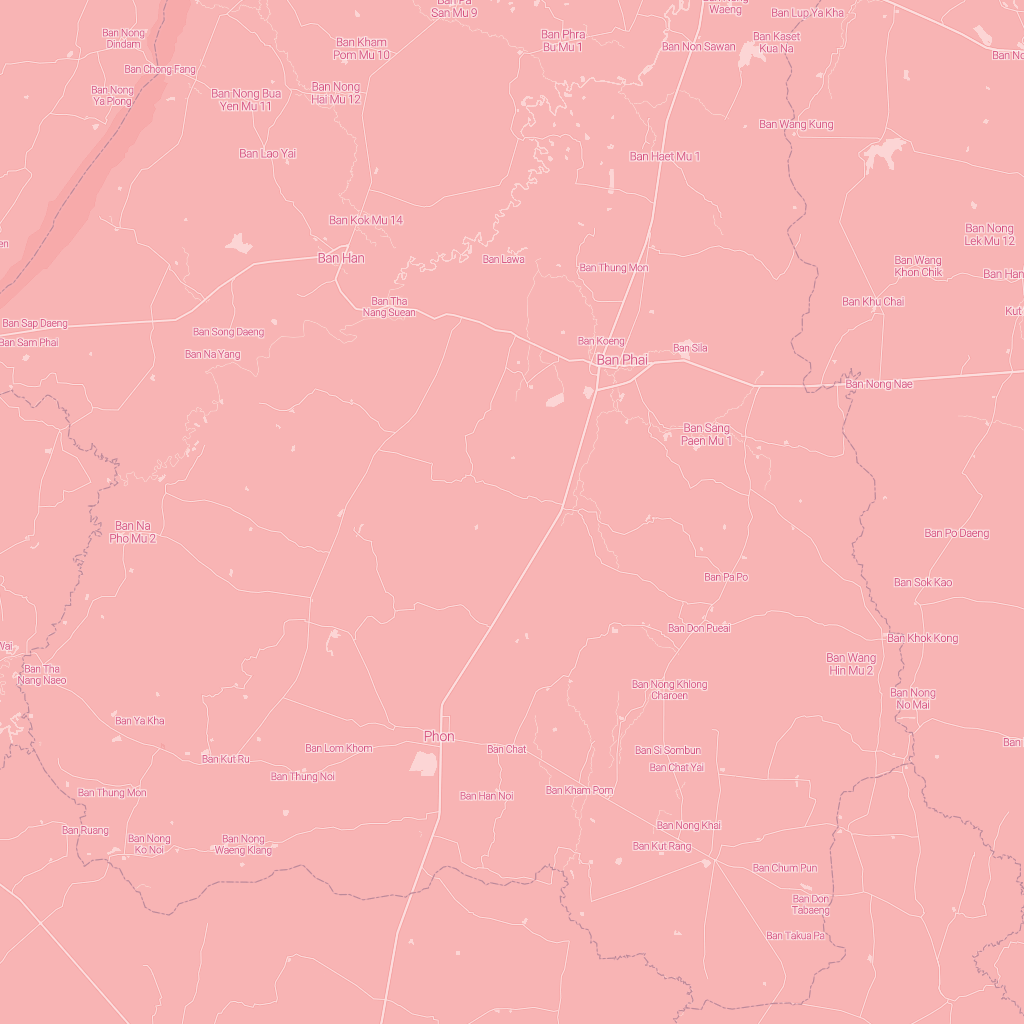 Ban Pa
San Mu 9
Ban Nong
Waeng
Ban Lup Ya Kha
Ban Nong
Dindam
Ban Kham
Pom Mu 10
Ban Phra
Bu Mu 1
Ban Non Sawan
Ban Kaset
Kua Na
Ban Chong Fang
Ban Nong
Ya Plong
Ban Nong Bua
Yen Mu 11
Ban Nong
Hai Mu 12
Ban Wang Kung
Ban Lao Yai
Ban Haet Mu 1
Ban Kok Mu 14
Ban Nong
Lek Mu 12
Ban Han
Ban Lawa
Ban Thung Mon
Ban Wang
Khon Chik
Ban Han
Ban Tha
Nang Suean
Ban Khu Chai
Kut
Ban Sap Daeng
Ban Song Daeng
Ban Sam Phai
Ban Na Yang
Ban Koeng
Ban Phai
Ban Sila
Ban Nong Nae
Ban Sang
Paen Mu 1
Ban Na
Pho Mu 2
Ban Po Daeng
Ban Pa Po
Ban Sok Kao
Ban Don Pueai
Ban Khok Kong
Wai
Ban Tha
Nang Naeo
Ban Wang
Hin Mu 2
Ban Nong Khlong
Charoen
Ban Nong
No Mai
Ban Ya Kha
Phon
Ban Lom Khom
Ban Chat
Ban Si Sombun
Ban Kut Ru
Ban Thung Noi
Ban Chat Yai
Ban Thung Mon
Ban Han Noi
Ban Kham Pom
Ban Ruang
Ban Nong
Ko Noi
Ban Nong
Waeng Klang
Ban Nong Khai
Ban Kut Rang
Ban Chum Pun
Ban Don
Tabaeng
Ban Takua Pa